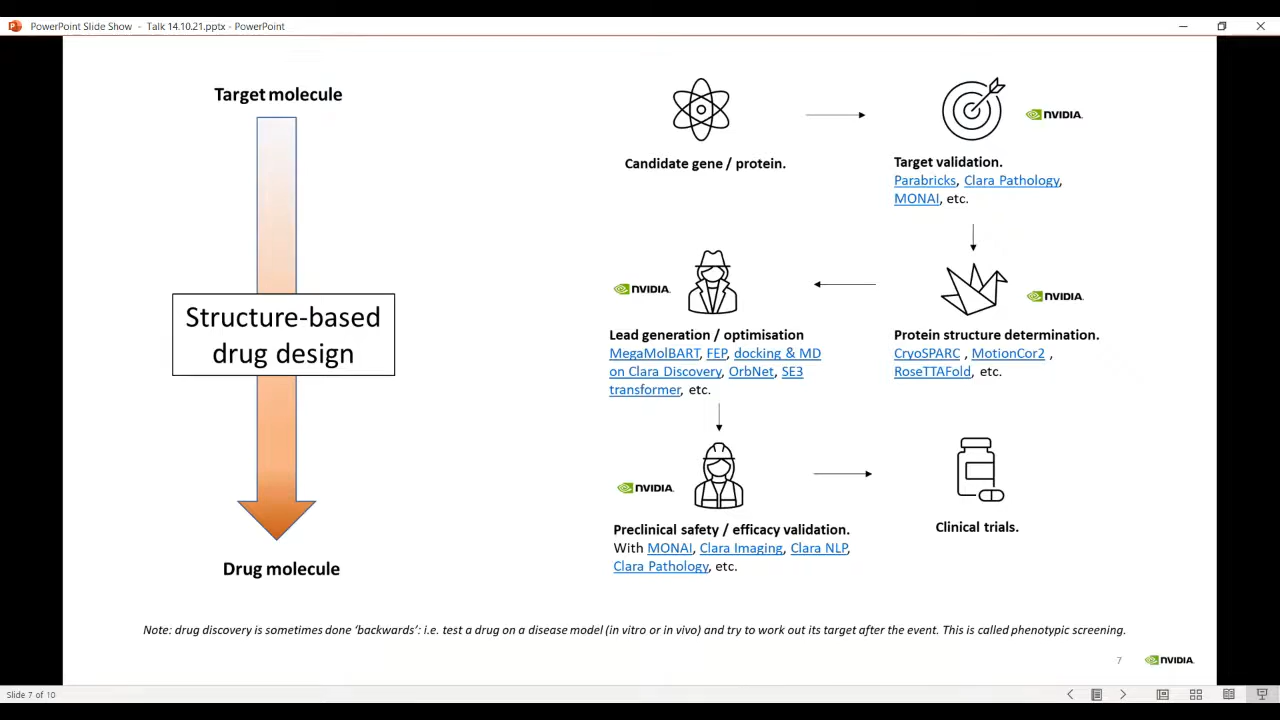 PowerPoint Slide Show - Talk 14.10.21.pptx - PowerPoint
Target molecule
Structure-based
drug design
Drug molecule
Candidate gene / protein.
NVIDIA.
Target validation.
Parabricks, Clara Pathology,
MONAI, etc.
NVIDIA.
Protein structure determination.
CryoSPARC , MotionCor2 ,
RoseTTAFold, etc.
NVIDIA.
Lead generation / optimisation
MegaMolBART, FEP, docking & MD
on Clara Discovery, OrbNet, SE3
transformer, etc.
NVIDIA.
Preclinical safety / efficacy validation.
With MONAI, Clara Imaging, Clara NLP,
Clara Pathology, etc.
Clinical trials.
Note: drug discovery is sometimes done ‘backwards’: i.e. test a drug on a disease model (in vitro or in vivo) and try to work out its target after the event. This is called phenotypic screening.
7
NVIDIA.
Slide 7 of 10